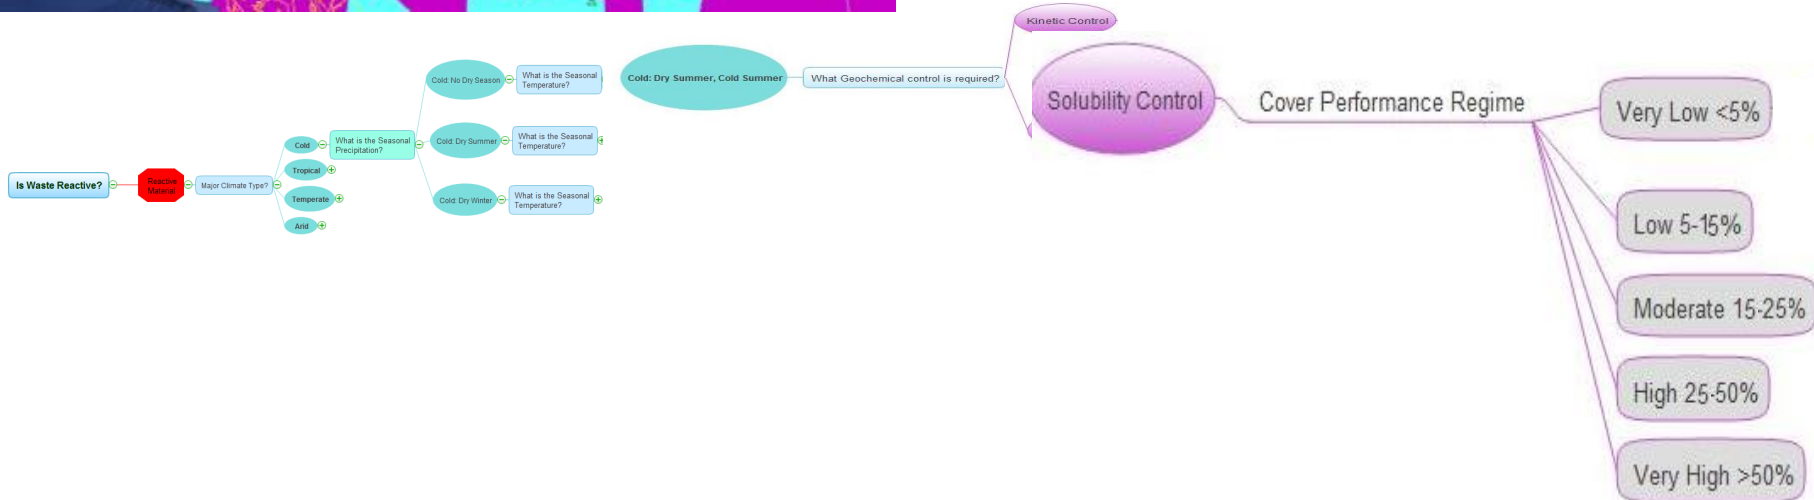 Is Waste Reactive?
Reactive
Material
Major Climate Type?
Cold
Tropical
Temperate
Arid
What is the Seasonal
Precipitation?
Cold: No Dry Season
What is the Seasonal
Temperature?
Cold: Dry Summer
What is the Seasonal
Temperature?
Cold: Dry Winter
What is the Seasonal
Temperature?
Cold: Dry Summer, Cold Summer
What Geochemical control is required?
Kinetic Control
Solubility Control
Cover Performance Regime
Very Low <5%
Low 5-15%
Moderate 15-25%
High 25-50%
Very High >50%